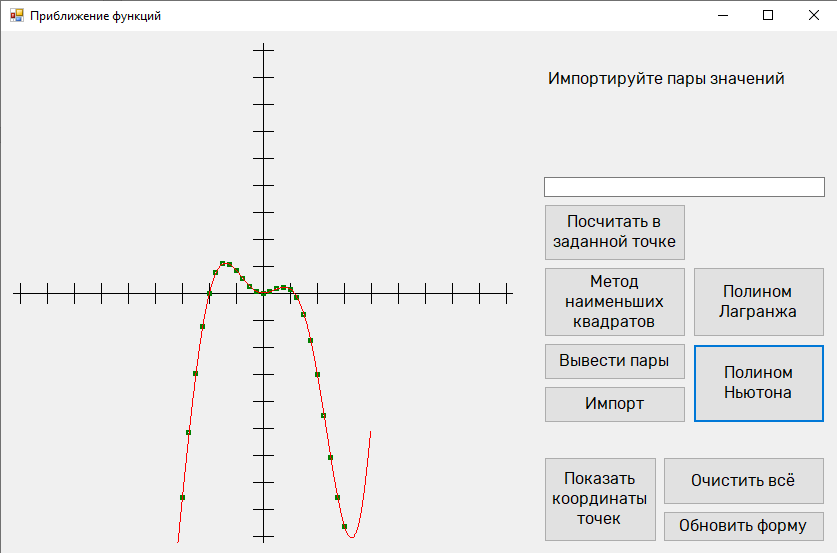 Приближение функций
Импортируйте пары значений
Посчитать в
заданной точке
Метод
наименьших
квадратов
Полином
Лагранжа
Вывести пары
Полином
Ньютона
Импорт
Показать
координаты
точек
Очистить всё
Обновить форму